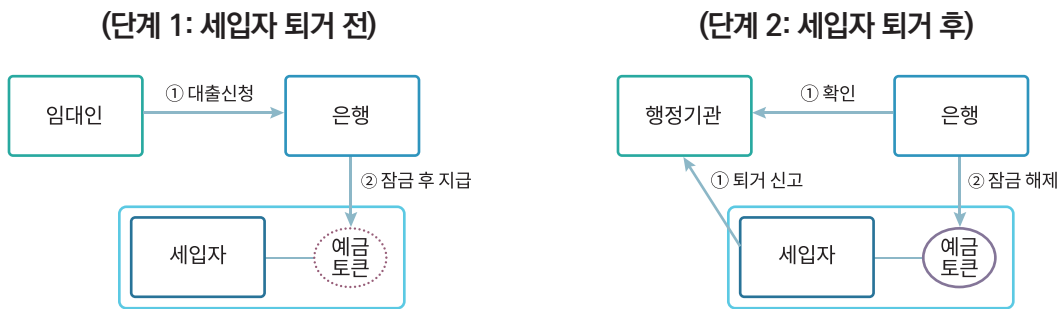 (단계 1: 세입자 퇴거 전)
임대인
① 대출신청
은행
② 잠금 후 지급
세입자
예금
토큰
(단계 2: 세입자 퇴거 후)
행정기관
① 확인
은행
① 퇴거 신고
② 잠금 해제
세입자
예금
토큰